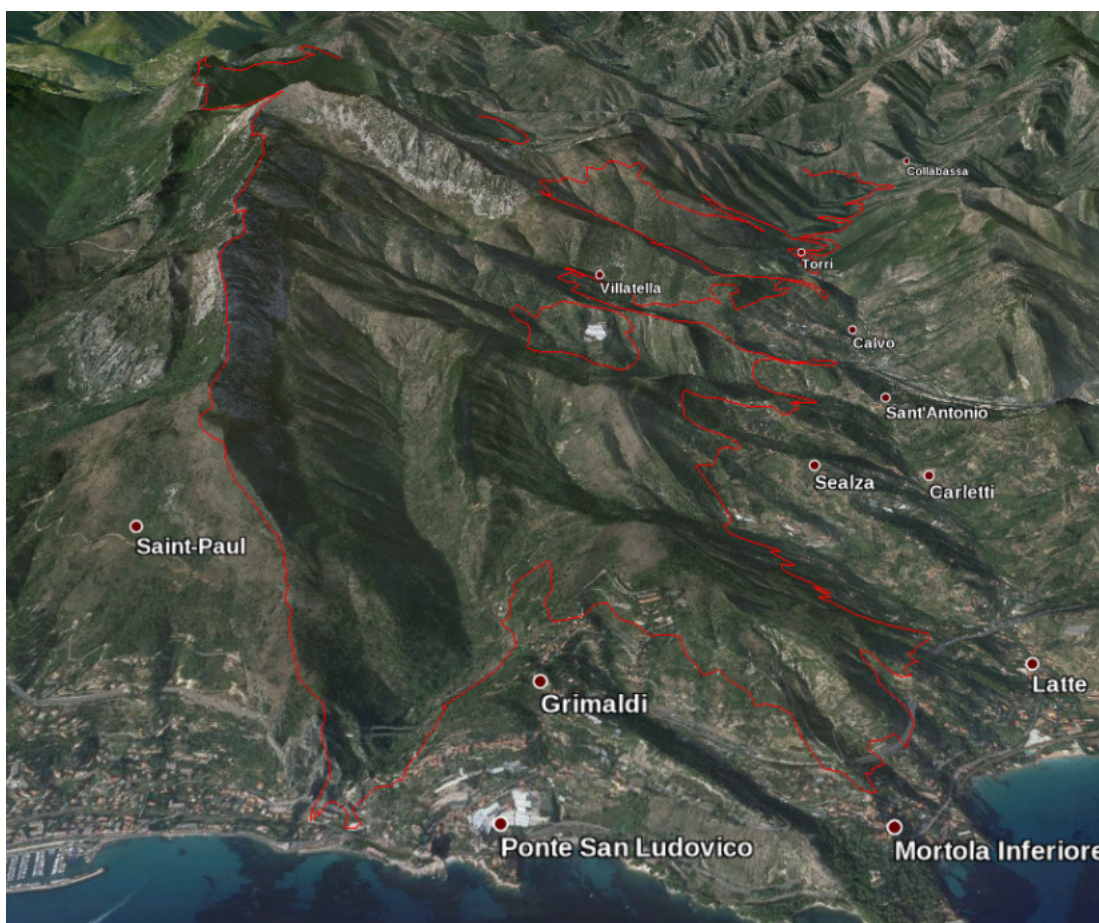 Collabassa
Torri
Villatella
Calvo
Sant'Antonio
Sealza
Carletti
Saint-Paul
Latte
Grimaldi
Ponte San Ludovico
Mortola Inferiore